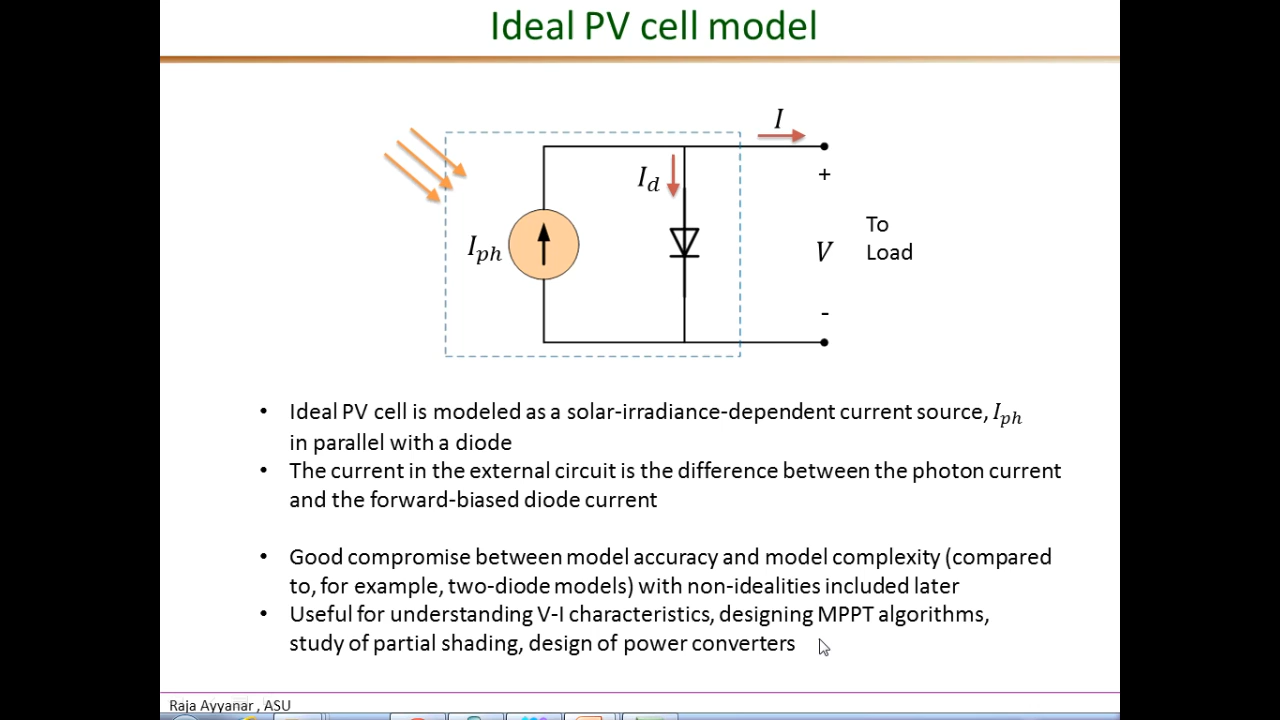 Ideal PV cell model
I
I_d
+
I_ph
V
To
Load
-
• Ideal PV cell is modeled as a solar-irradiance-dependent current source, I_ph
in parallel with a diode
• The current in the external circuit is the difference between the photon current
and the forward-biased diode current
• Good compromise between model accuracy and model complexity (compared
to, for example, two-diode models) with non-idealities included later
• Useful for understanding V-I characteristics, designing MPPT algorithms,
study of partial shading, design of power converters
Raja Ayyanar , ASU